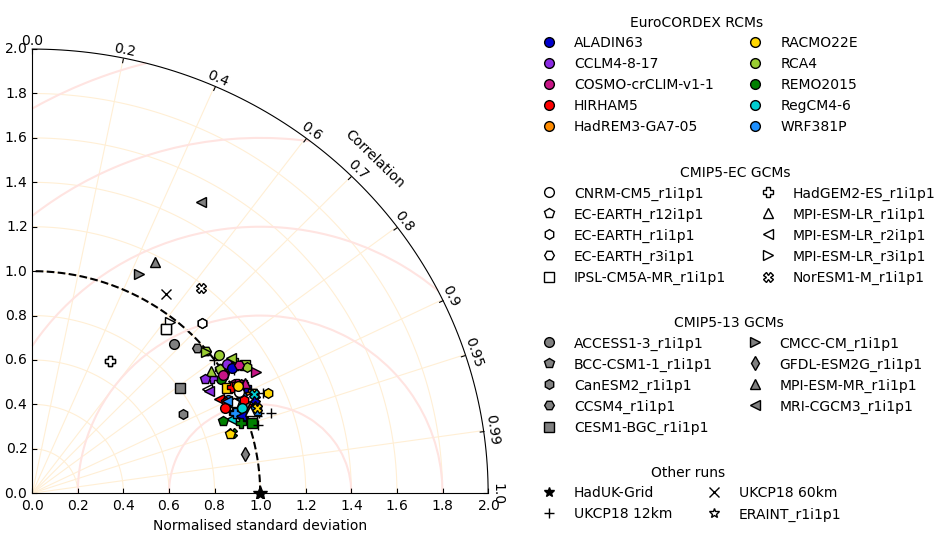 0.0
0.2
0.4
0.6
0.7
0.8
0.9
0.95
0.99
1.0
Correlation
2.0
1.8
1.6
1.4
1.2
1.0
0.8
0.6
0.4
0.2
0.0
0.0 0.2 0.4 0.6 0.8 1.0 1.2 1.4 1.6 1.8 2.0
Normalised standard deviation
EuroCORDEX RCMs
ALADIN63 RACMO22E
CCLM4-8-17 RCA4
COSMO-crCLIM-v1-1 REMO2015
HIRHAM5 RegCM4-6
HadREM3-GA7-05 WRF381P
CMIP5-EC GCMs
CNRM-CM5_r1i1p1 HadGEM2-ES_r1i1p1
EC-EARTH_r12i1p1 MPI-ESM-LR_r1i1p1
EC-EARTH_r1i1p1 MPI-ESM-LR_r2i1p1
EC-EARTH_r3i1p1 MPI-ESM-LR_r3i1p1
IPSL-CM5A-MR_r1i1p1 NorESM1-M_r1i1p1
CMIP5-13 GCMs
ACCESS1-3_r1i1p1 CMCC-CM_r1i1p1
BCC-CSM1-1_r1i1p1 GFDL-ESM2G_r1i1p1
CanESM2_r1i1p1 MPI-ESM-MR_r1i1p1
CCSM4_r1i1p1 MRI-CGCM3_r1i1p1
CESM1-BGC_r1i1p1
Other runs
HadUK-Grid UKCP18 60km
UKCP18 12km ERAINT_r1i1p1